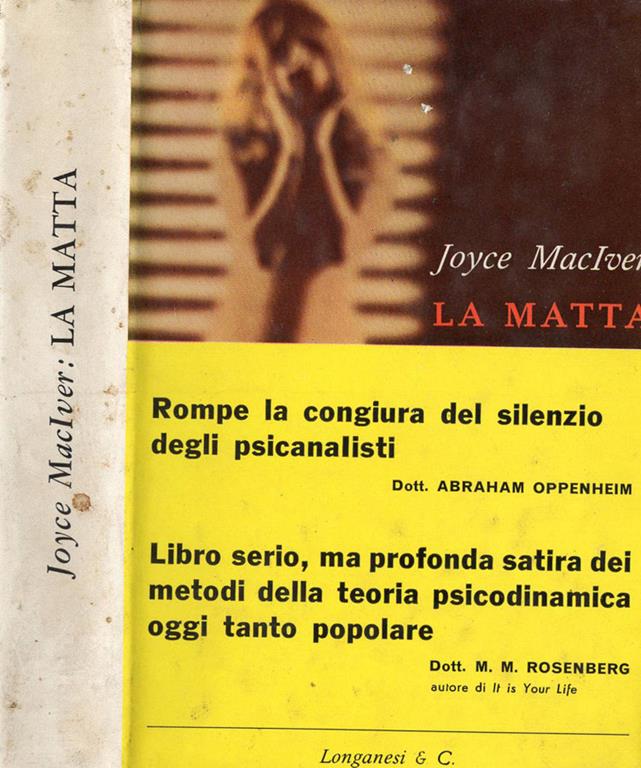 Joyce MacIver: LA MATTA
Joyce MacIver
LA MATTA
Rompe la congiura del silenzio
degli psicanalisti
Dott. ABRAHAM OPPENHEIM
Libro serio, ma profonda satira dei
metodi della teoria psicodinamica
oggi tanto popolare
Dott. M. M. ROSENBERG
autore di It is Your Life
Longanesi & C.